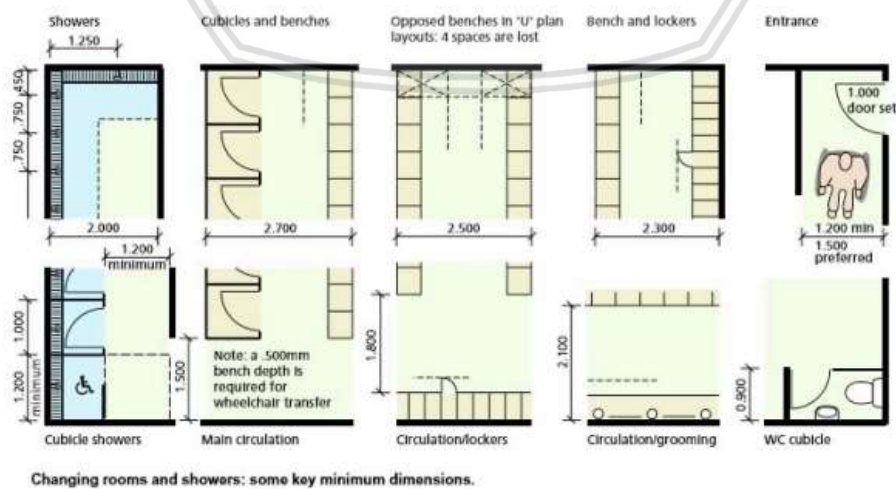 Showers
Cubicles and benches
Opposed benches in "U" plan
layouts: 4 spaces are lost
Bench and lockers
Entrance
1.250
.450
.750
.750
1.000
door set
2.000
2.700
2.500
2.300
1.200 min
1.500
preferred
1.200
minimum
1.000
1.200
minimum
1.500
Note: a .500mm
bench depth is
required for
wheelchair transfer
1.800
2.100
0.900
Cubicle showers
Main circulation
Circulation/lockers
Circulation/grooming
WC cubicle
Changing rooms and showers: some key minimum dimensions.